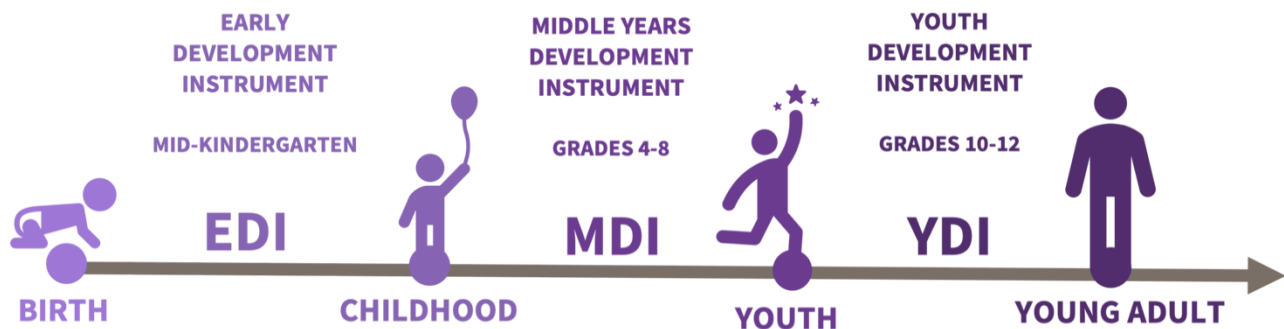 EARLY
DEVELOPMENT
INSTRUMENT
MID-KINDERGARTEN
EDI
MIDDLE YEARS
DEVELOPMENT
INSTRUMENT
GRADES 4-8
MDI
YOUTH
DEVELOPMENT
INSTRUMENT
GRADES 10-12
YDI
BIRTH
CHILDHOOD
YOUTH
YOUNG ADULT